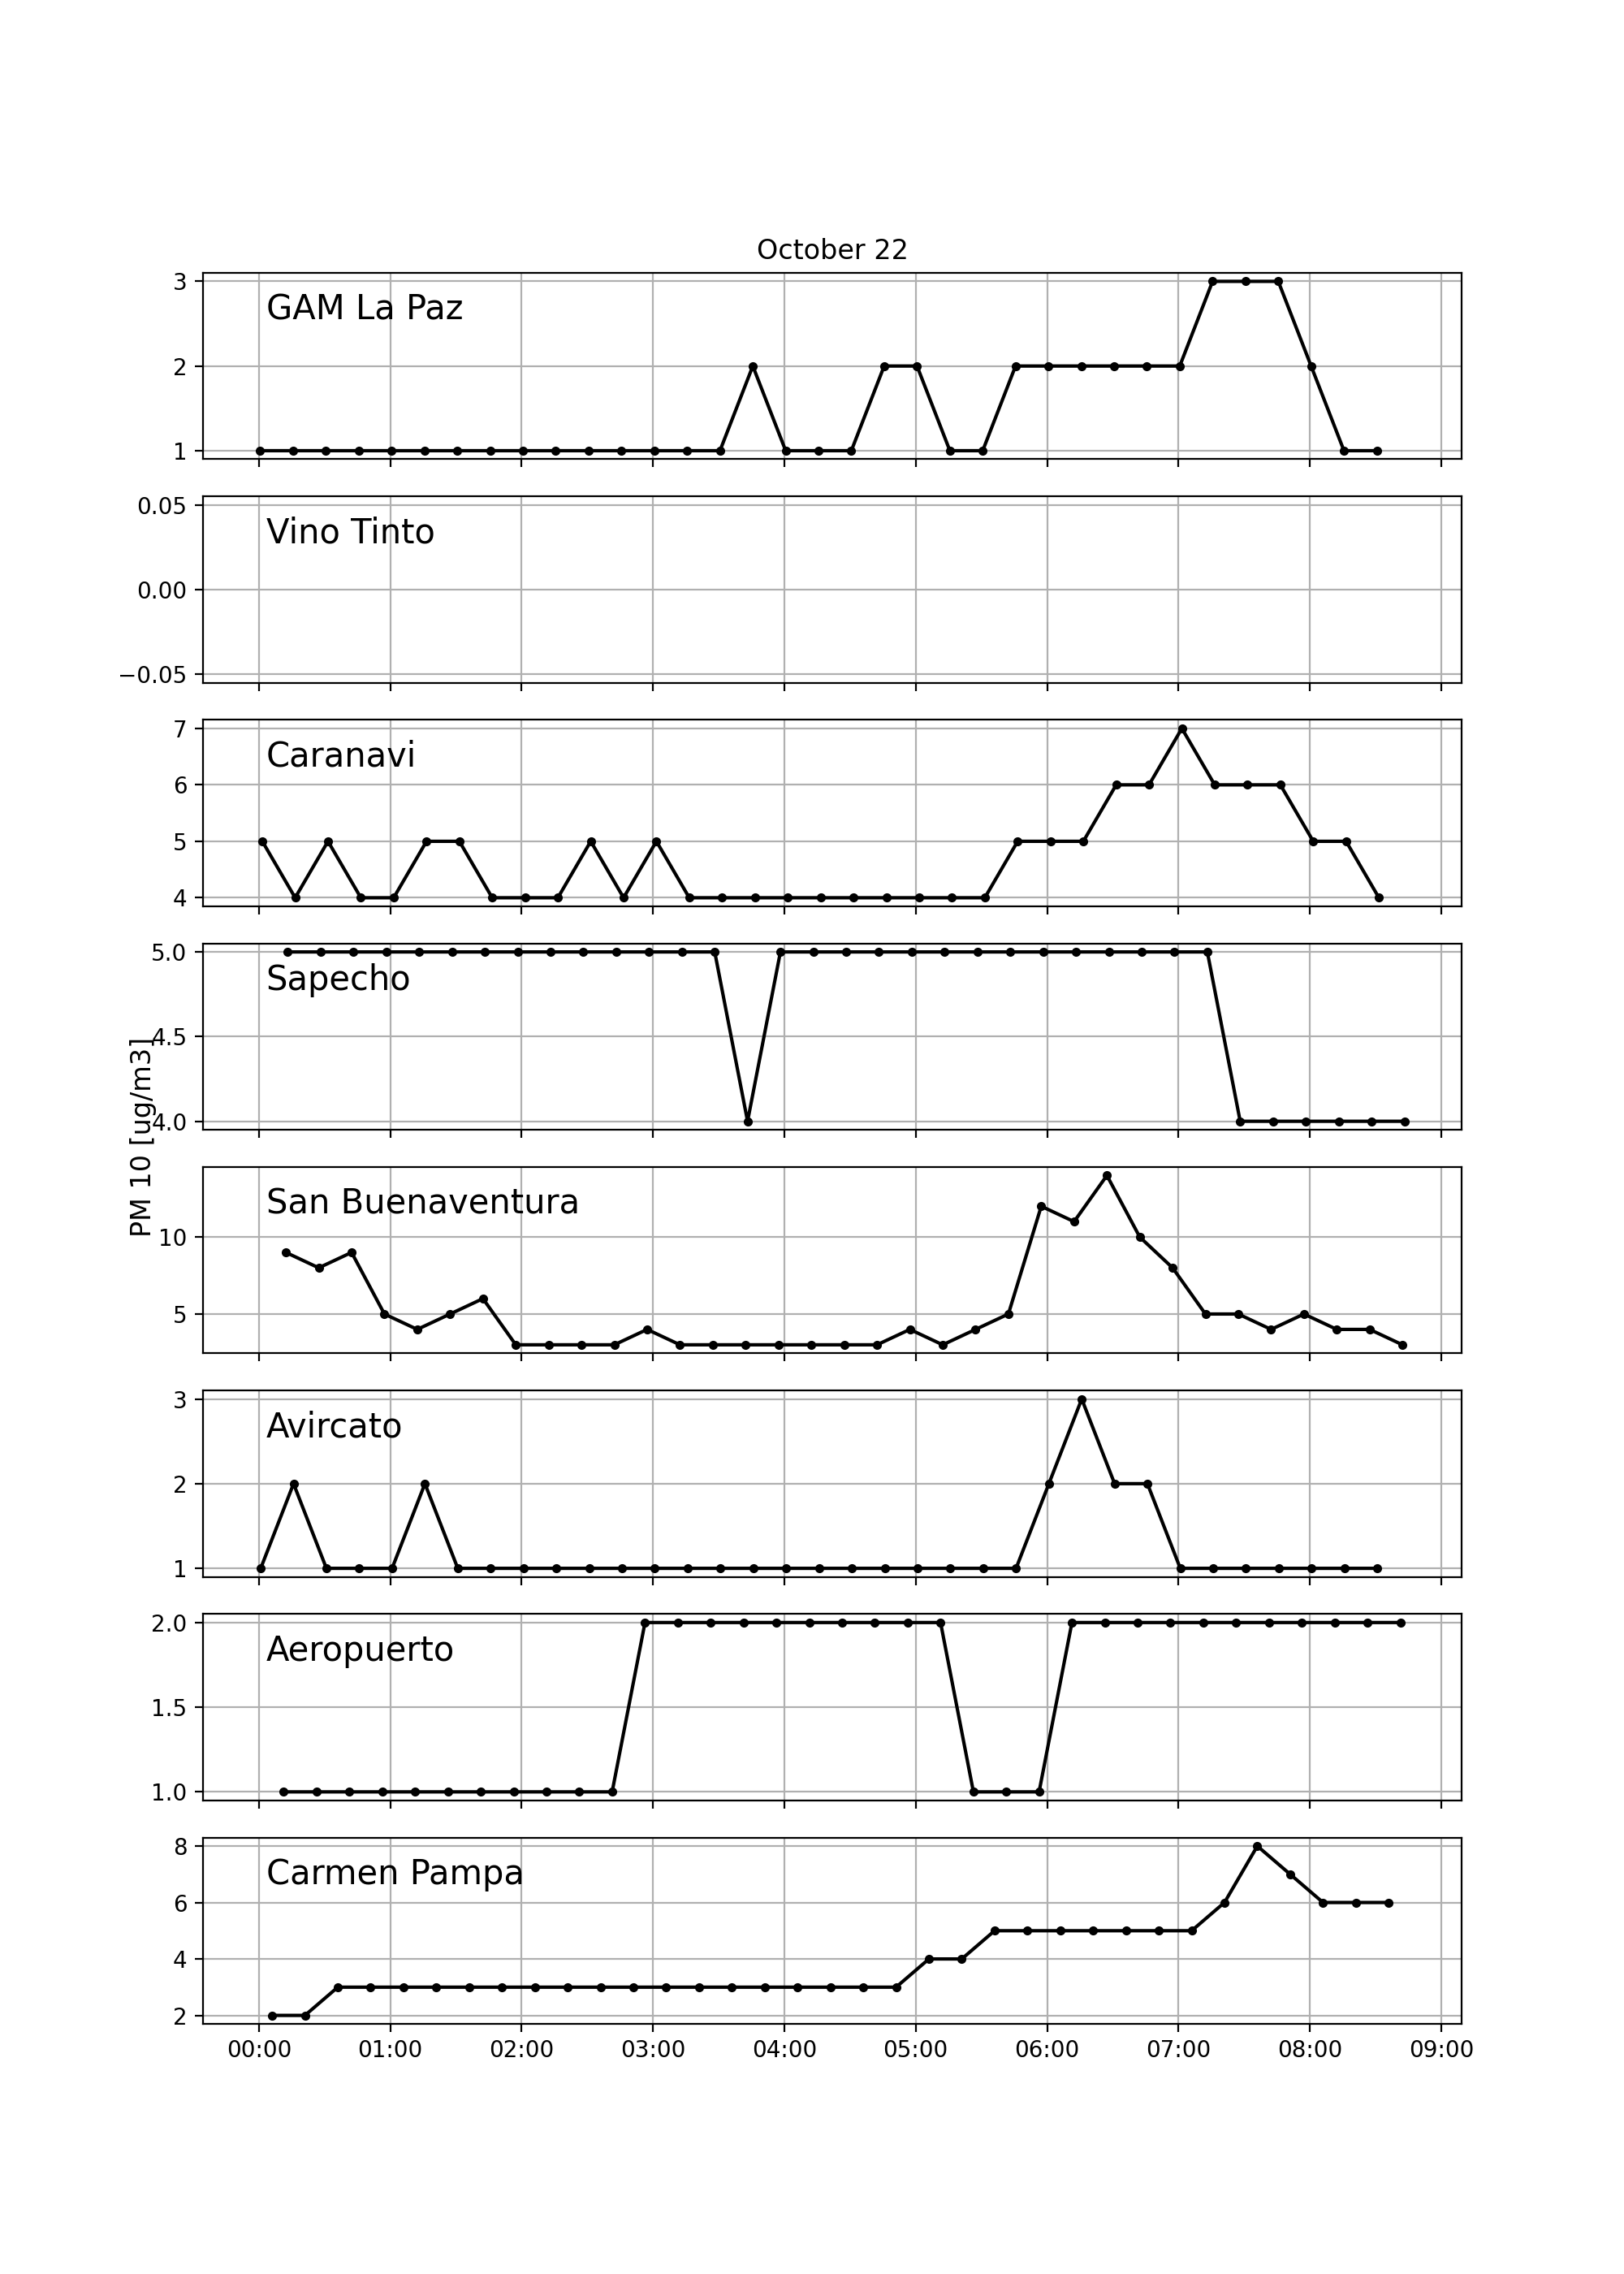 October 22
3
GAM La Paz
2
1
0.05
Vino Tinto
0.00
−0.05
7
Caranavi
6
5
4
5.0
Sapecho
4.5
4.0
PM 10 [ug/m3]
San Buenaventura
10
5
3
Avircato
2
1
2.0
Aeropuerto
1.5
1.0
8
Carmen Pampa
6
4
2
00:00 01:00 02:00 03:00 04:00 05:00 06:00 07:00 08:00 09:00